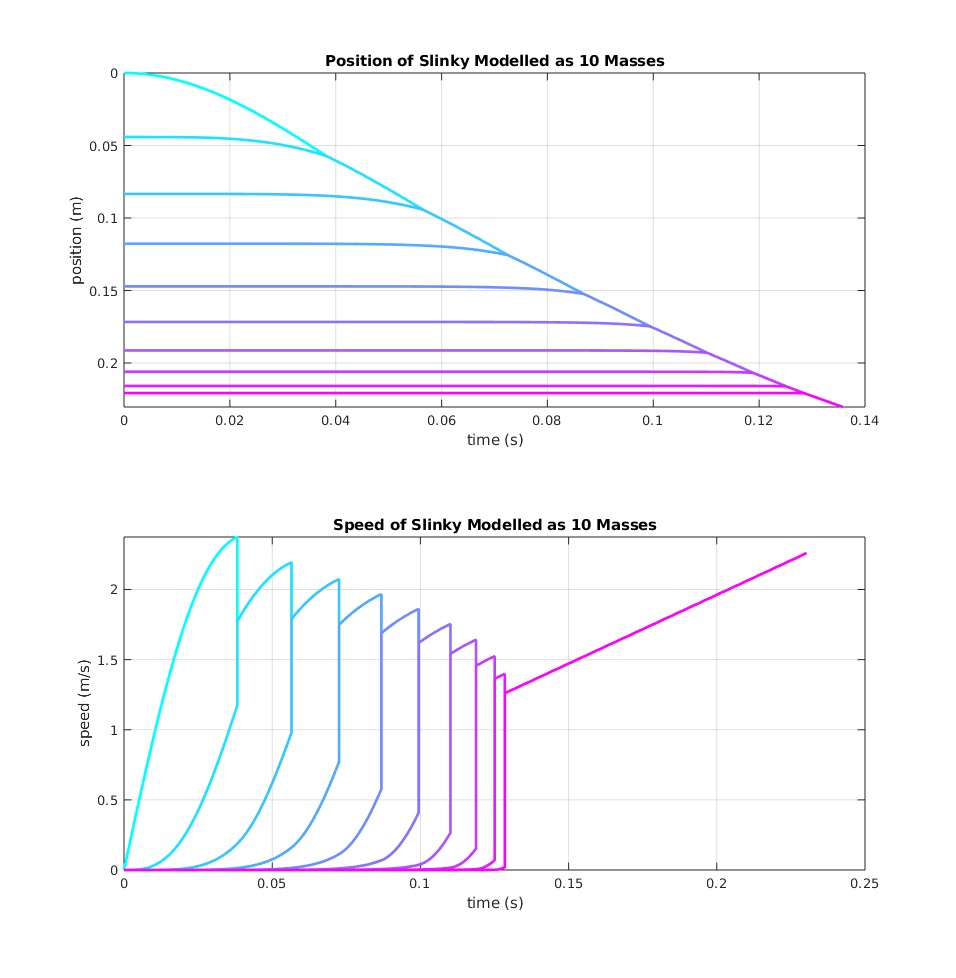 Position of Slinky Modelled as 10 Masses
0
0.05
0.1
0.15
0.2
position (m)
0 0.02 0.04 0.06 0.08 0.1 0.12 0.14
time (s)
Speed of Slinky Modelled as 10 Masses
2
1.5
1
0.5
0
speed (m/s)
0 0.05 0.1 0.15 0.2 0.25
time (s)